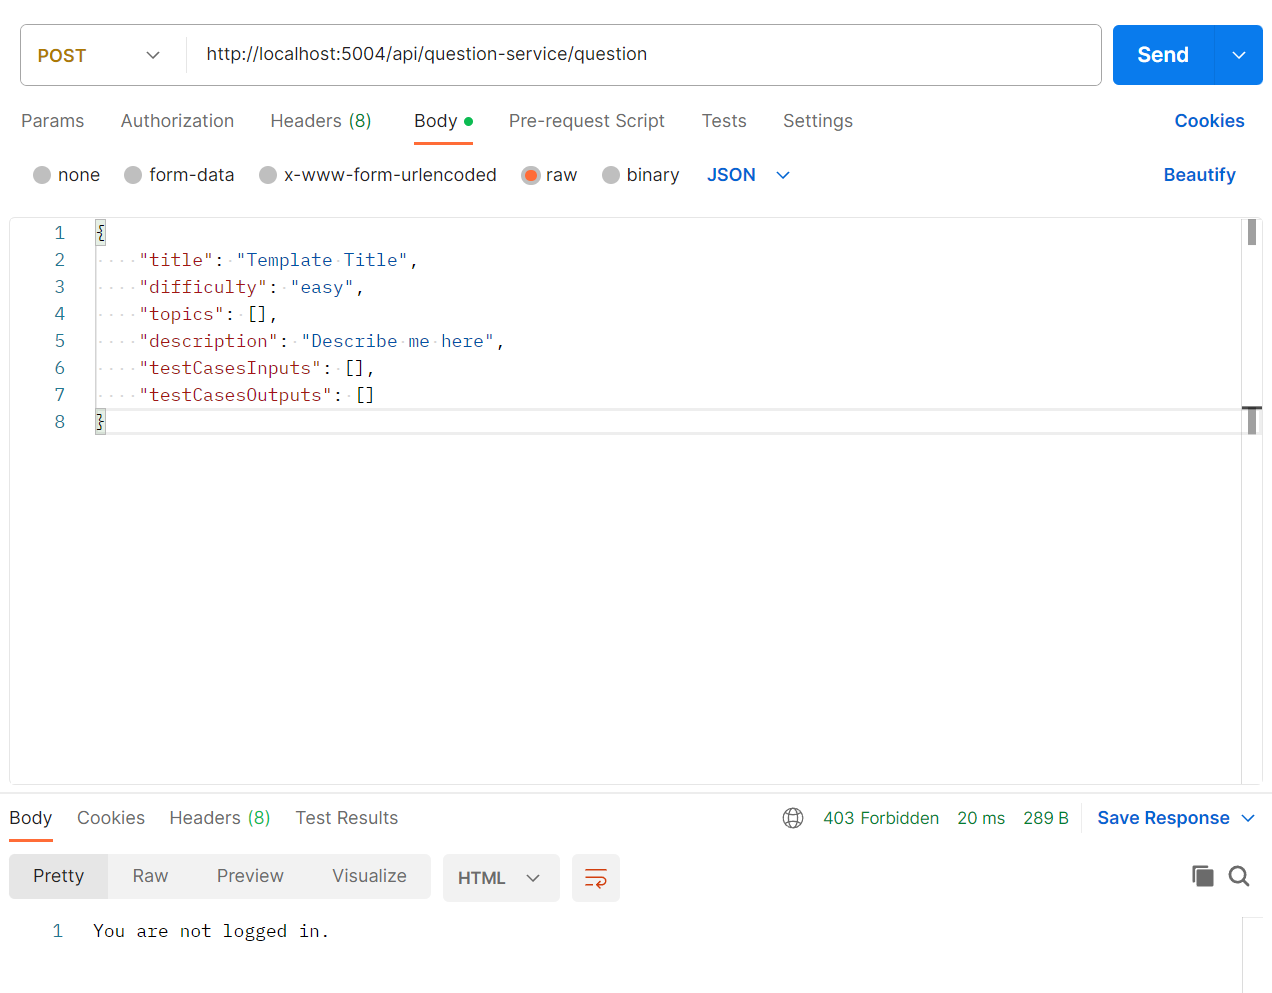 POST http://localhost:5004/api/question-service/question Send
Params Authorization Headers (8) Body Pre-request Script Tests Settings Cookies
none form-data x-www-form-urlencoded raw binary JSON Beautify
1 {
2 "title": "Template Title",
3 "difficulty": "easy",
4 "topics": [],
5 "description": "Describe me here",
6 "testCasesInputs": [],
7 "testCasesOutputs": []
8 }
Body Cookies Headers (8) Test Results 403 Forbidden 20 ms 289 B Save Response
Pretty Raw Preview Visualize HTML
1 You are not logged in.